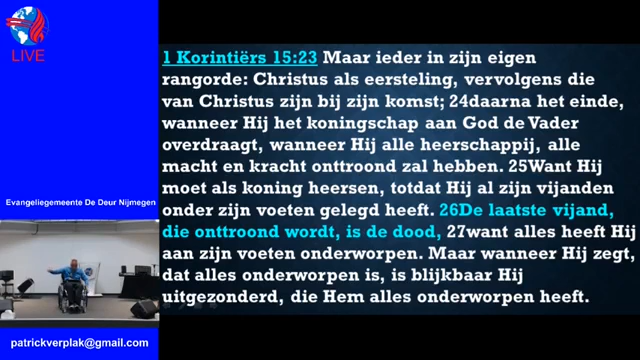 LIVE
Evangeliegemeente De Deur Nijmegen
patrickverplak@gmail.com
1 Korintiërs 15:23 Maar ieder in zijn eigen
rangorde: Christus als eersteling, vervolgens die
van Christus zijn bij zijn komst; 24daarna het einde,
wanneer Hij het koningschap aan God de Vader
overdraagt, wanneer Hij alle heerschappij, alle
macht en kracht onttroond zal hebben. 25Want Hij
moet als koning heersen, totdat Hij al zijn vijanden
onder zijn voeten gelegd heeft. 26De laatste vijand,
die onttroond wordt, is de dood, 27want alles heeft Hij
aan zijn voeten onderworpen. Maar wanneer Hij zegt,
dat alles onderworpen is, is blijkbaar Hij
uitgezonderd, die Hem alles onderworpen heeft.